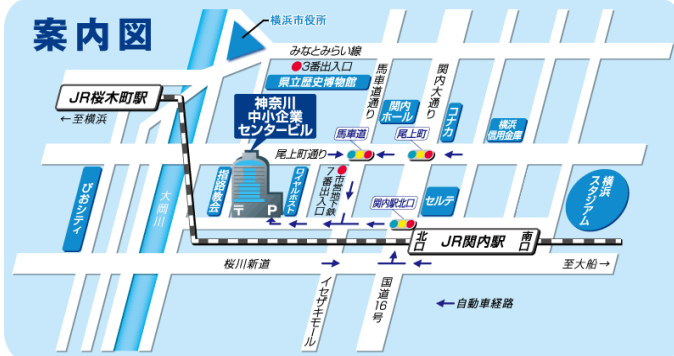 案内図
横浜市役所
みなとみらい線
●3番出入口
県立歴史博物館
馬車道通り
関内大通り
JR桜木町駅
←至横浜
神奈川
中小企業
センタービル
関内
ホール
コナカ
横浜
信用金庫
馬車道
尾上町
尾上町通り
ぴおシティ
大岡川
指路教会
〒
P
ロイヤルホスト
●市営地下鉄
7番出入口
関内駅北口
セルテ
横浜
スタジアム
北口
JR関内駅
南口
桜川新道
至大船→
イセザキモール
国道16号
←自動車経路